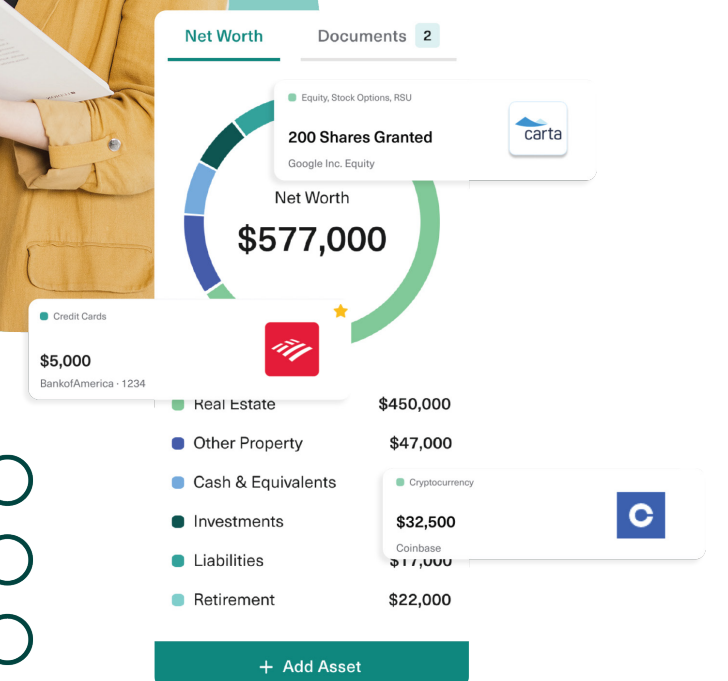 Net Worth
Documents 2
Equity, Stock Options, RSU
200 Shares Granted
Google Inc. Equity
carta
Net Worth
$577,000
Credit Cards
$5,000
BankofAmerica · 1234
Real Estate $450,000
Other Property $47,000
Cash & Equivalents
Cryptocurrency
$32,500
Coinbase
Investments
Liabilities $17,000
Retirement $22,000
+ Add Asset